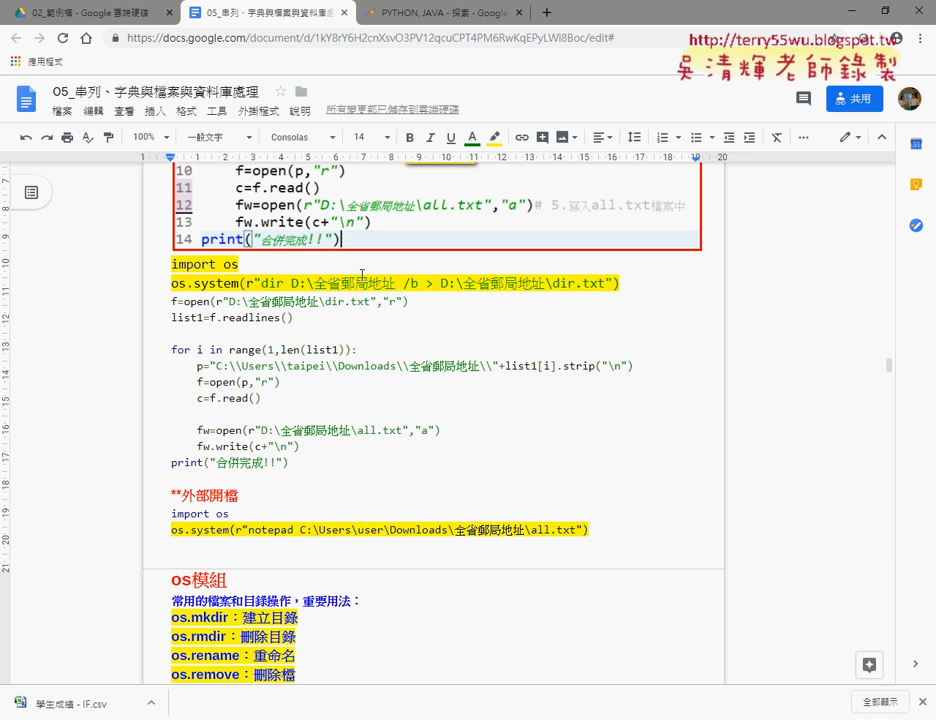 02_範例檔 - Google 雲端硬碟
05_串列、字典與檔案與資料庫處
PYTHON, JAVA - 探索 - Google
https://docs.google.com/document/d/1kY8rY6H2cnXsvO3PV12qcuCPT4PM6RwKqEPyLWI8Boc/edit#
http://terry55wu.blogspot.tw
吳清輝老師錄製
應用程式
05_串列、字典與檔案與資料庫處理
檔案 編輯 查看 插入 格式 工具 外掛程式 說明 所有變更都已儲存到雲端硬碟
共用
100% 一般文字 Consolas 14
10 f=open(p,"r")
11 c=f.read()
12 fw=open(r"D:\全省郵局地址\all.txt","a")# 5.寫入all.txt檔案中
13 fw.write(c+"\n")
14 print("合併完成!!")
import os
os.system(r"dir D:\全省郵局地址 /b > D:\全省郵局地址\dir.txt")
f=open(r"D:\全省郵局地址\dir.txt","r")
list1=f.readlines()
for i in range(1,len(list1)):
p="C:\\Users\\taipei\\Downloads\\全省郵局地址\\"+list1[i].strip("\n")
f=open(p,"r")
c=f.read()
fw=open(r"D:\全省郵局地址\all.txt","a")
fw.write(c+"\n")
print("合併完成!!")
**外部開檔
import os
os.system(r"notepad C:\Users\user\Downloads\全省郵局地址\all.txt")
os模組
常用的檔案和目錄操作，重要用法：
os.mkdir：建立目錄
os.rmdir：刪除目錄
os.rename：重命名
os.remove：刪除檔
學生成績 - IF.csv
全部顯示